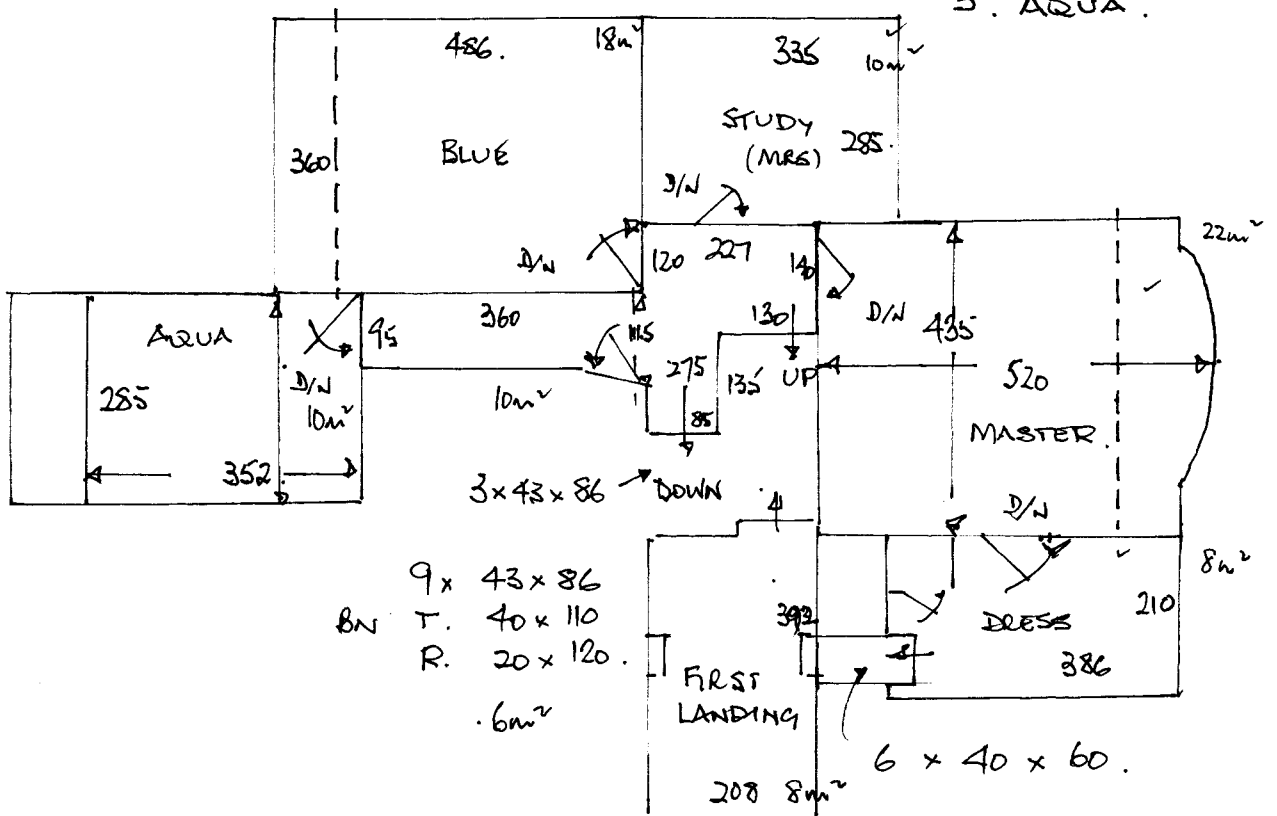 5. AQUA.
486. 18m² 335 10m²
STUDY
(MRS) 285.
360 BLUE
D/N
22m²
D/N 120 227 140
AQUA 95 360 115 130 D/N 435
285 D/N 275 135 UP 520
10m² 10m² 85
MASTER.
352
3×43×86 DOWN
D/N
8m²
9 × 43×86
BN T. 40 × 110
R. 20 × 120.
.6m²
392
DRESS 210
S
386
FIRST
LANDING
6 × 40 × 60.
208 8m²